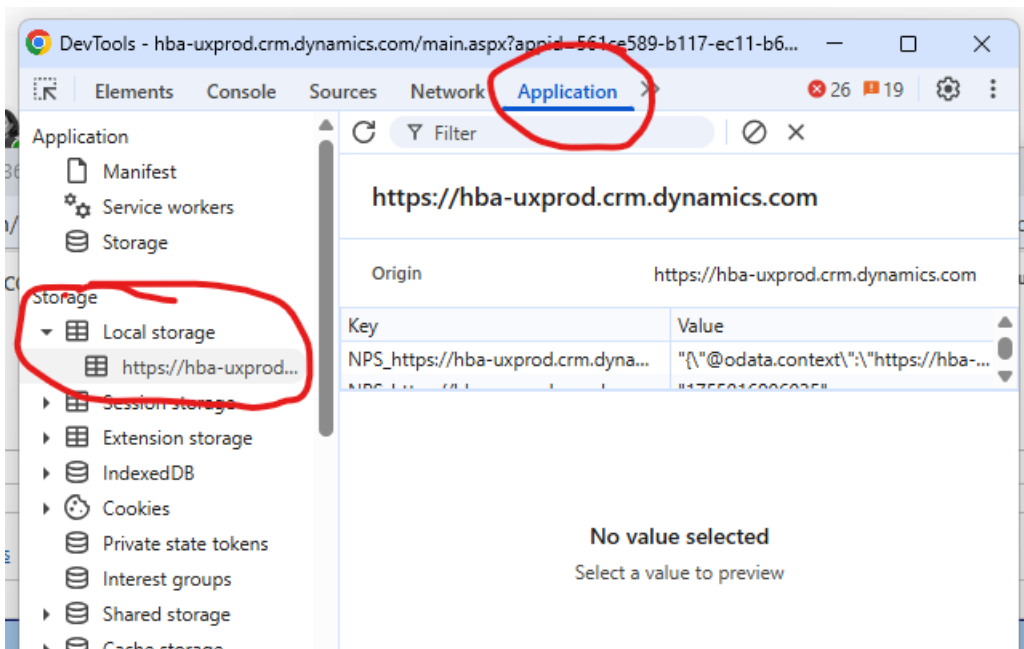 DevTools - hba-uxprod.crm.dynamics.com/main.aspx?appid=561ce589-b117-ec11-b6...
Elements Console Sources Network Application 26 19
Application
Filter
Manifest
Service workers
Storage
https://hba-uxprod.crm.dynamics.com
Origin https://hba-uxprod.crm.dynamics.com
Storage
Local storage
https://hba-uxprod...
Session storage
Extension storage
IndexedDB
Cookies
Private state tokens
Interest groups
Shared storage
Cache storage
Key Value
NPS_https://hba-uxprod.crm.dyna... "{\"@odata.context\":\"https://hba-...
No value selected
Select a value to preview